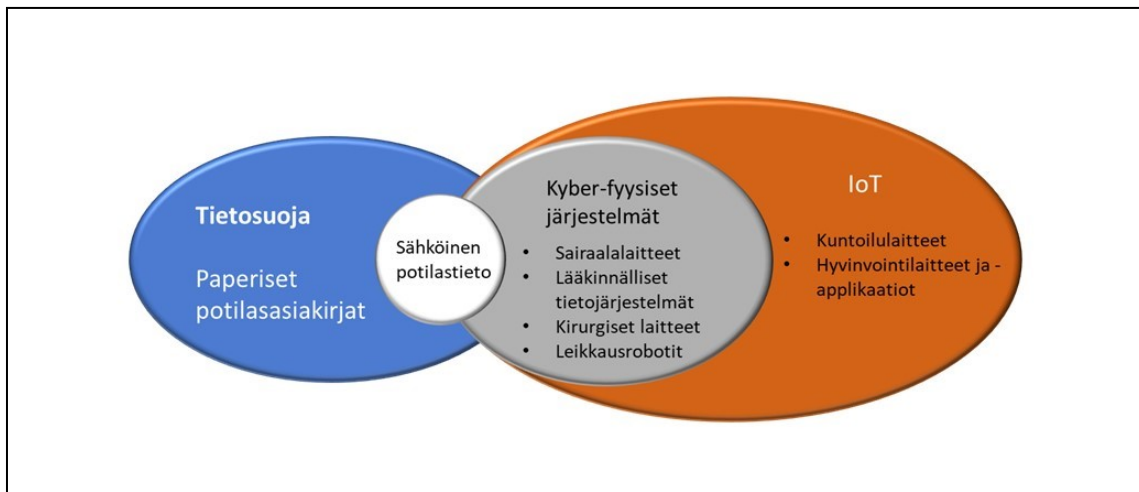 Tietosuoja
Paperiset
potilasasiakirjat
Sähköinen
potilastieto
Kyber-fyysiset
järjestelmät
• Sairaalalaitteet
• Lääkinnälliset
tietojärjestelmät
• Kirurgiset laitteet
• Leikkausrobotit
IoT
• Kuntoilulaitteet
• Hyvinvointilaitteet ja -
applikaatiot